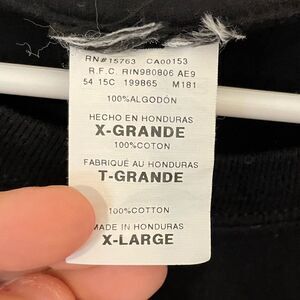 RN#15763 CA00153
R.F.C. RIN980806 AE9
54 15C 199865 M181
100%ALGODÓN
HECHO EN HONDURAS
X-GRANDE
100%COTON
FABRIQUÉ AU HONDURAS
T-GRANDE
100%COTTON
MADE IN HONDURAS
X-LARGE